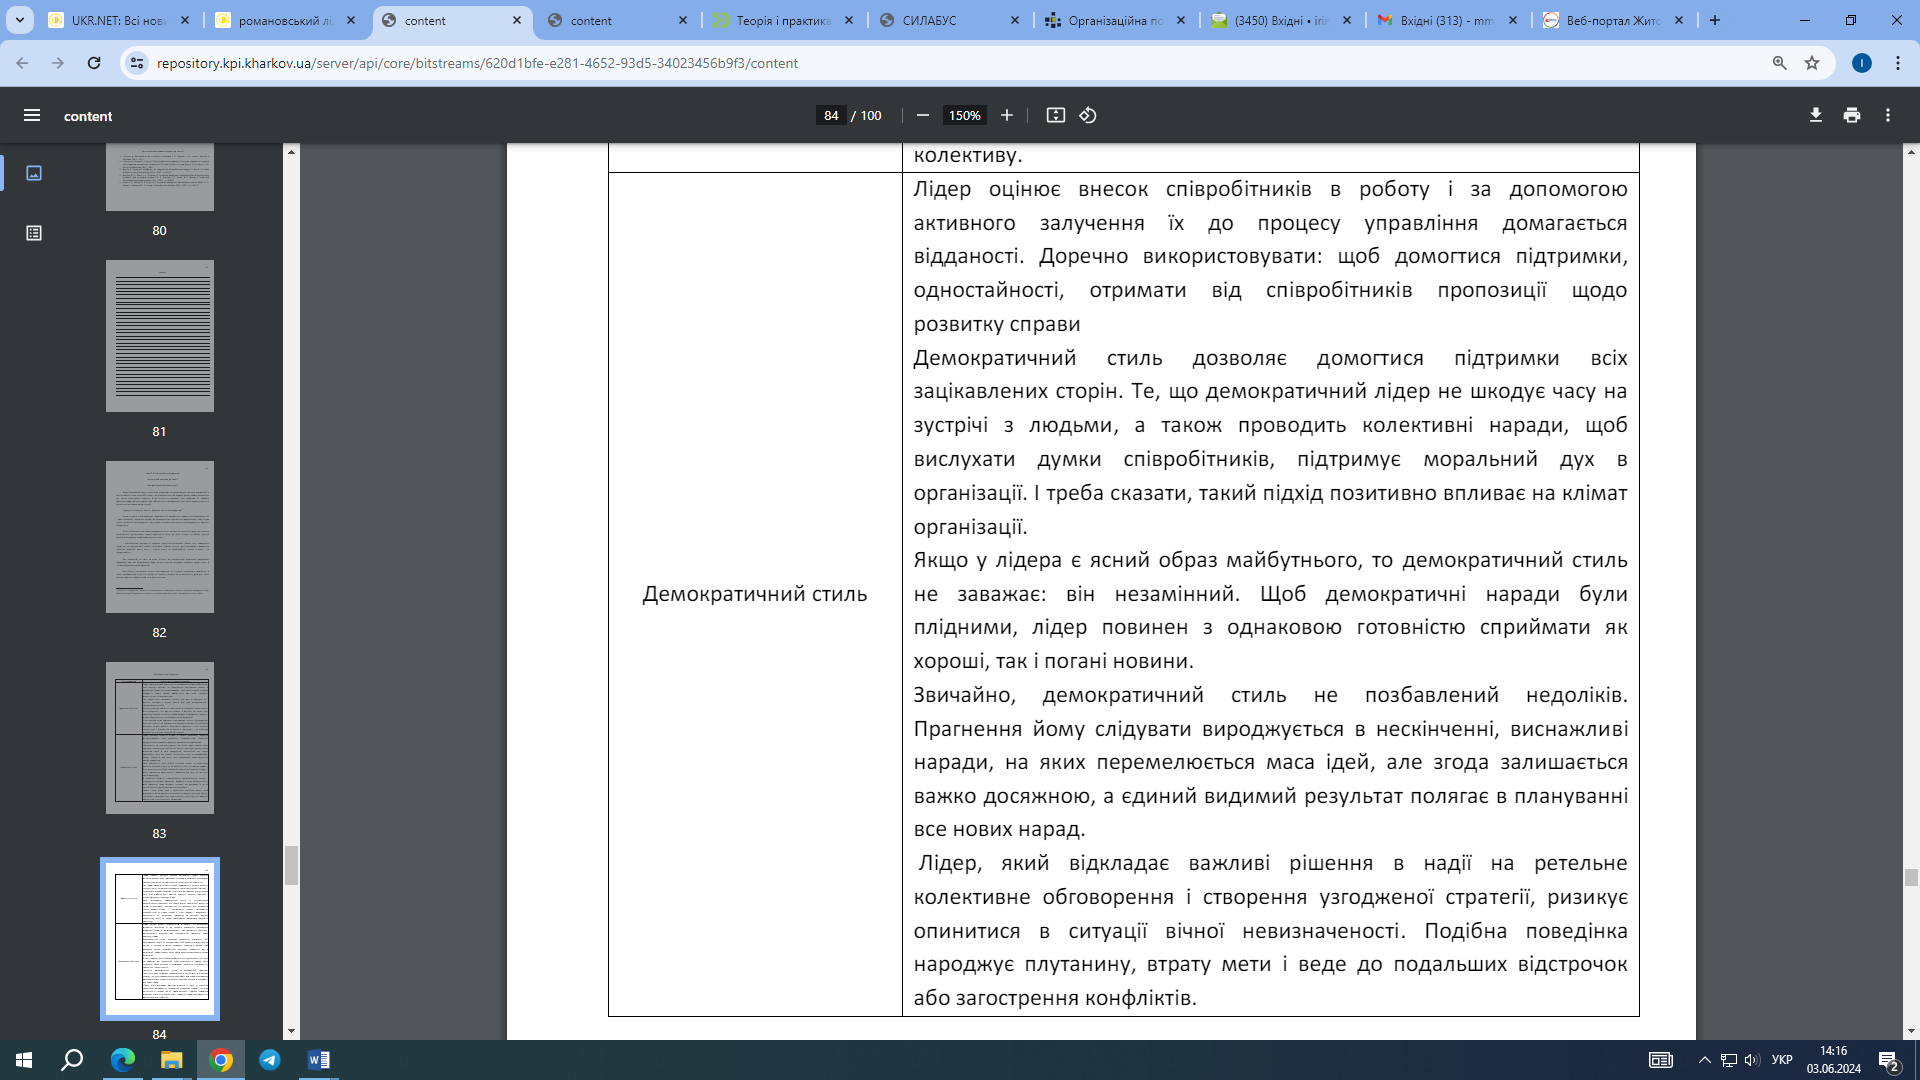 UKR.NET: Всі нов
романовський лі
content
content
Теорія і практика
СИЛАБУС
Організаційна по
(3450) Вхідні • irin
Вхідні (313) - mm
Веб-портал Жито
repository.kpi.kharkov.ua/server/api/core/bitstreams/620d1bfe-e281-4652-93d5-34023456b9f3/content
I
content
84 / 100
150%
80
81
82
83
84
колективу.
Демократичний стиль
Лідер оцінює внесок співробітників в роботу і за допомогою
активного залучення їх до процесу управління домагається
відданості. Доречно використовувати: щоб домогтися підтримки,
одностайності, отримати від співробітників пропозиції щодо
розвитку справи
Демократичний стиль дозволяє домогтися підтримки всіх
зацікавлених сторін. Те, що демократичний лідер не шкодує часу на
зустрічі з людьми, а також проводить колективні наради, щоб
вислухати думки співробітників, підтримує моральний дух в
організації. І треба сказати, такий підхід позитивно впливає на клімат
організації.
Якщо у лідера є ясний образ майбутнього, то демократичний стиль
не заважає: він незамінний. Щоб демократичні наради були
плідними, лідер повинен з однаковою готовністю сприймати як
хороші, так і погані новини.
Звичайно, демократичний стиль не позбавлений недоліків.
Прагнення йому слідувати вироджується в нескінченні, виснажливі
наради, на яких перемелюється маса ідей, але згода залишається
важко досяжною, а єдиний видимий результат полягає в плануванні
все нових нарад.
Лідер, який відкладає важливі рішення в надії на ретельне
колективне обговорення і створення узгодженої стратегії, ризикує
опинитися в ситуації вічної невизначеності. Подібна поведінка
народжує плутанину, втрату мети і веде до подальших відстрочок
або загострення конфліктів.
УКР
14:16
03.06.2024
2